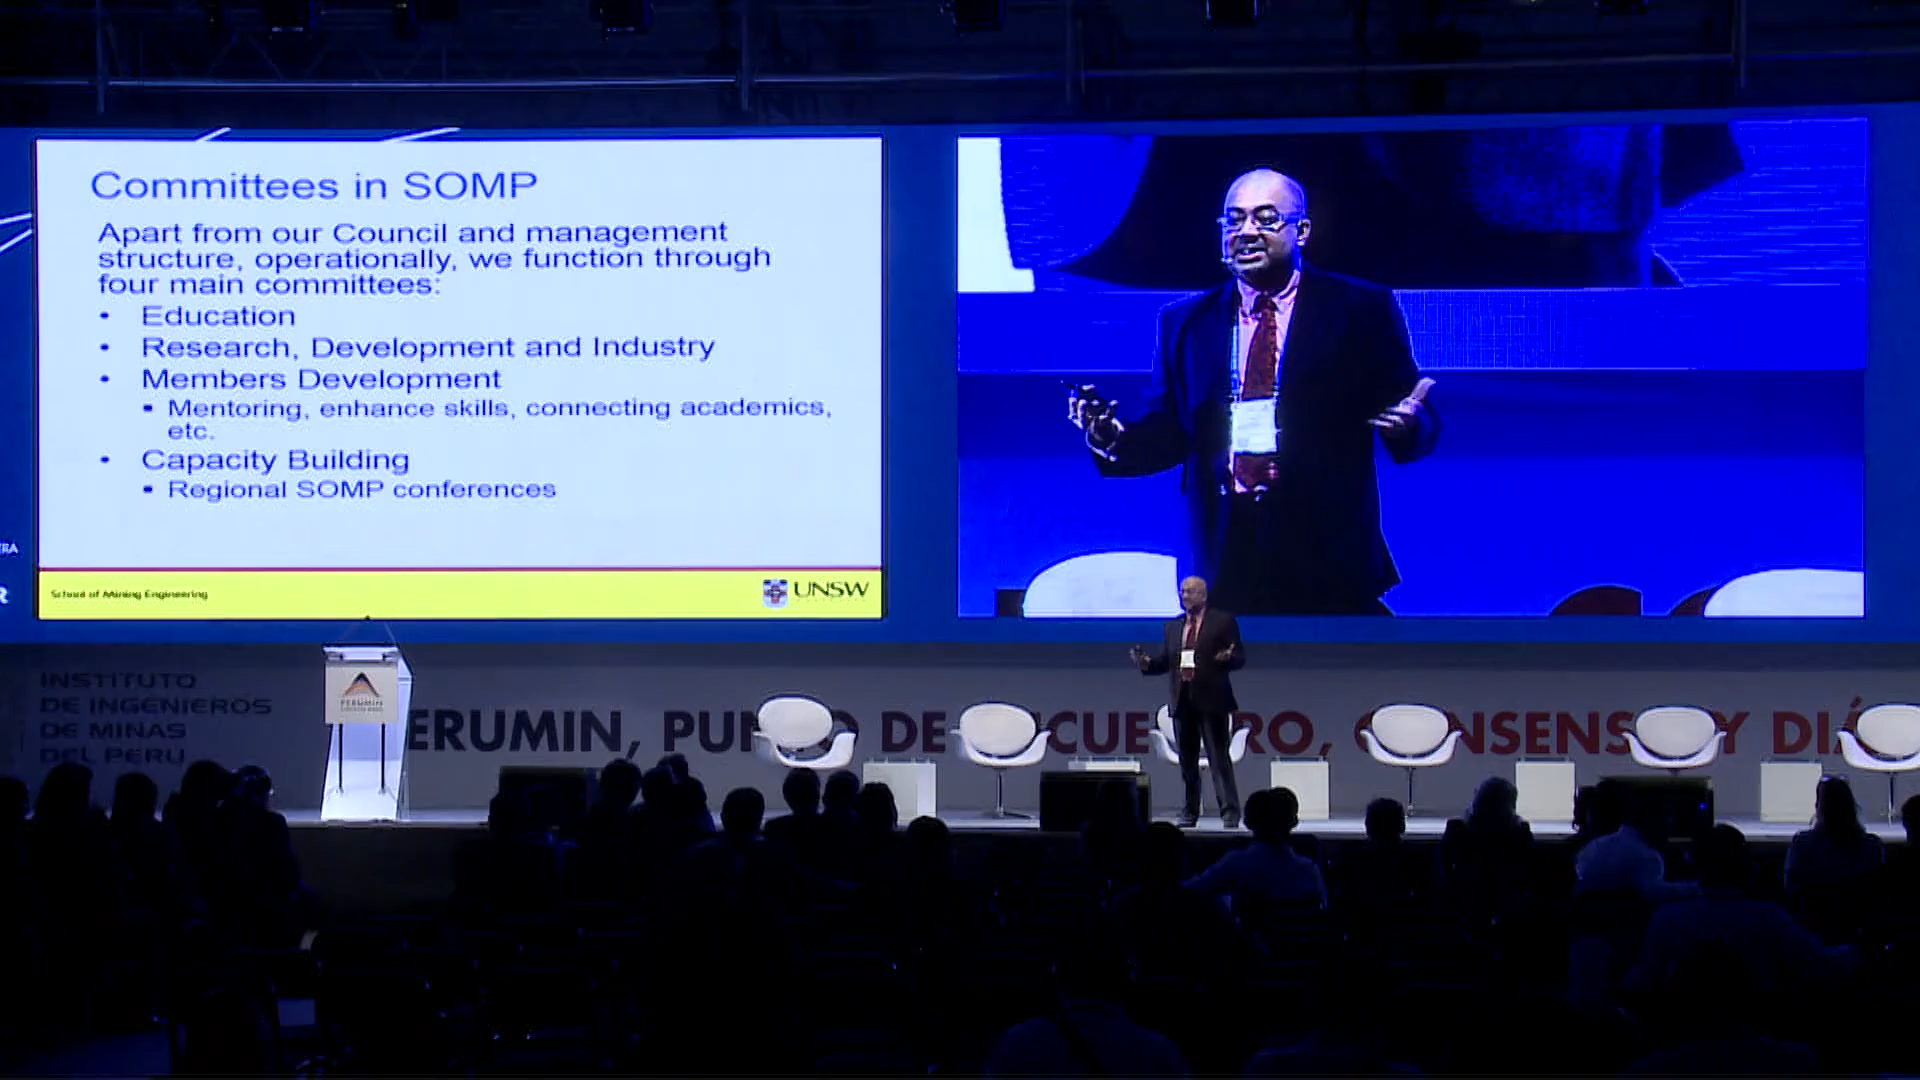 Committees in SOMP
Apart from our Council and management
structure, operationally, we function through
four main committees:
• Education
• Research, Development and Industry
• Members Development
▪ Mentoring, enhance skills, connecting academics,
etc.
• Capacity Building
▪ Regional SOMP conferences
School of Mining Engineering
UNSW
INSTITUTO
DE INGENIEROS
DE MINAS
DEL PERU
PERUMIN
ERUMIN, PUN O DE CUE RO, C NSENS Y DIÁ